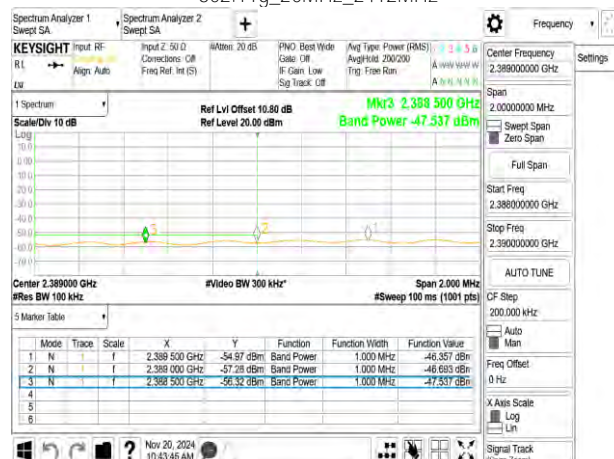 Spectrum Analyzer 1
Swept SA
Spectrum Analyzer 2
Swept SA
+
Frequency
KEYSIGHT
Input: RF
Input Z: 50 Ω
#Atten: 20 dB
PNO: Best Wide
Avg Type: Power (RMS)
RL
Align: Auto
Corrections: Off
Freq Ref: Int (S)
Gate: Off
IF Gain: Low
Sig Track: Off
Avg|Hold: 200/200
Trig: Free Run
Center Frequency
2.389000000 GHz
Settings
Span
2.00000000 MHz
Swept Span
Zero Span
Full Span
Start Freq
2.388000000 GHz
Stop Freq
2.390000000 GHz
AUTO TUNE
CF Step
200.000 kHz
Auto
Man
Freq Offset
0 Hz
X Axis Scale
Log
Lin
Signal Track
1 Spectrum
Scale/Div 10 dB
Ref Lvl Offset 10.80 dB
Ref Level 20.00 dBm
Mkr3 2.388 500 GHz
Band Power -47.537 dBm
Log
Center 2.389000 GHz
#Res BW 100 kHz
#Video BW 300 kHz*
Span 2.000 MHz
#Sweep 100 ms (1001 pts)
5 Marker Table
Mode Trace Scale X Y Function Function Width Function Value
1 N 1 f 2.389 500 GHz -54.97 dBm Band Power 1.000 MHz -46.357 dBm
2 N 1 f 2.389 000 GHz -57.28 dBm Band Power 1.000 MHz -46.693 dBm
3 N 1 f 2.388 500 GHz -56.32 dBm Band Power 1.000 MHz -47.537 dBm
4
5
6
?
Nov 20, 2024
10:43:46 AM